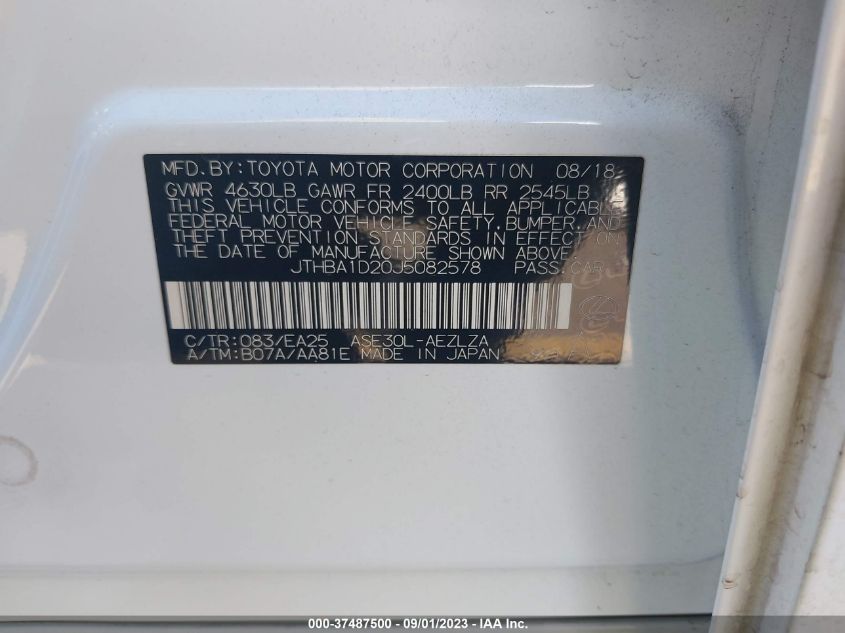 MFD.BY:TOYOTA MOTOR CORPORATION 08/18
GVWR 4630LB GAWR FR 2400LB RR 2545LB
THIS VEHICLE CONFORMS TO ALL APPLICABLE
FEDERAL MOTOR VEHICLE SAFETY,BUMPER,AND
THEFT PREVENTION STANDARDS IN EFFECT ON
THE DATE OF MANUFACTURE SHOWN ABOVE.
JTHBA1D20J5082578 PASS.CAR
C/TR:083/EA25 ASE30L-AEZLZA
A/TM:B07A/AA81E MADE IN JAPAN
000-37487500 - 09/01/2023 - IAA Inc.